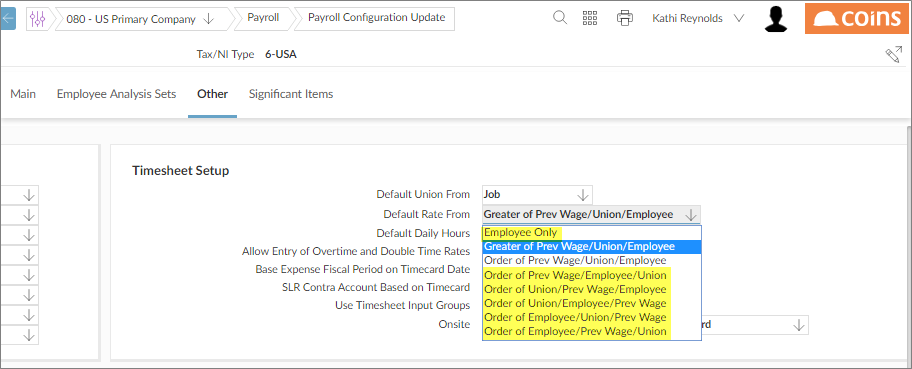 080 - US Primary Company
Payroll
Payroll Configuration Update
Kathi Reynolds
COINS
Tax/NI Type 6-USA
Main
Employee Analysis Sets
Other
Significant Items
Timesheet Setup
Default Union From Job
Default Rate From Greater of Prev Wage/Union/Employee
Default Daily Hours
Allow Entry of Overtime and Double Time Rates
Base Expense Fiscal Period on Timecard Date
SLR Contra Account Based on Timecard
Use Timesheet Input Groups
Onsite
Employee Only
Greater of Prev Wage/Union/Employee
Order of Prev Wage/Union/Employee
Order of Prev Wage/Employee/Union
Order of Union/Prev Wage/Employee
Order of Union/Employee/Prev Wage
Order of Employee/Union/Prev Wage
Order of Employee/Prev Wage/Union